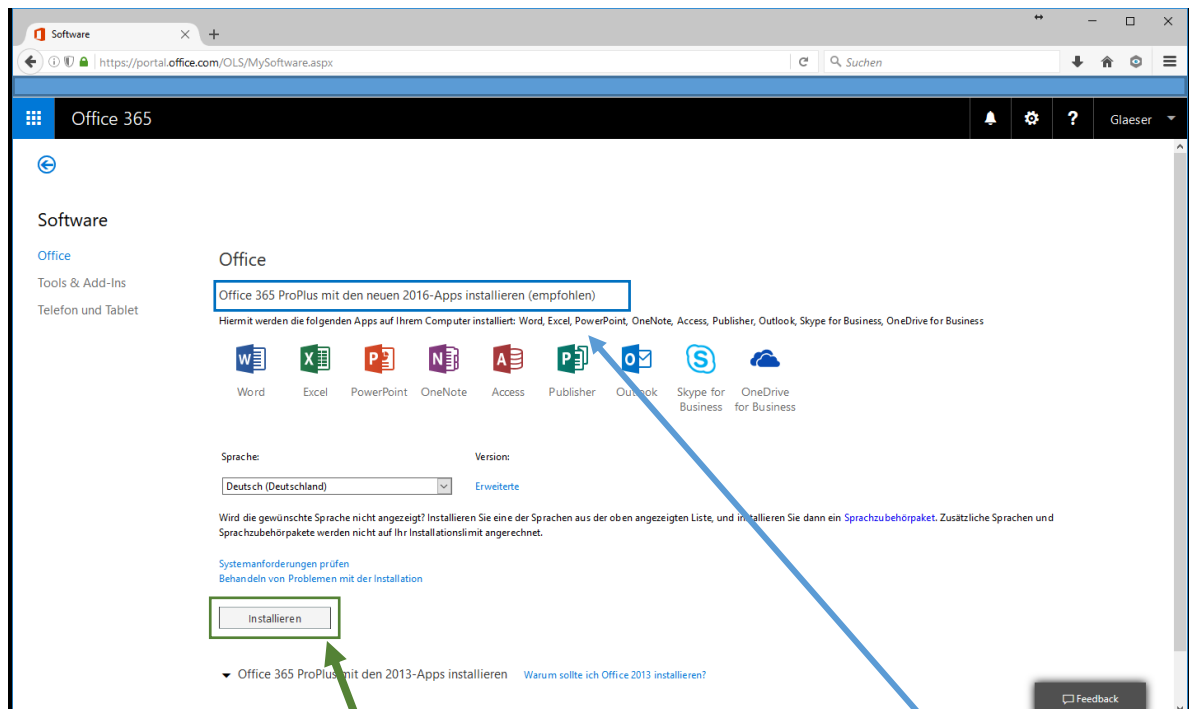 Software
https://portal.office.com/OLS/MySoftware.aspx
Suchen
Office 365
?
Glaeser
Software
Office
Tools & Add-Ins
Telefon und Tablet
Office
Office 365 ProPlus mit den neuen 2016-Apps installieren (empfohlen)
Hiermit werden die folgenden Apps auf Ihrem Computer installiert: Word, Excel, PowerPoint, OneNote, Access, Publisher, Outlook, Skype for Business, OneDrive for Business
Word Excel PowerPoint OneNote Access Publisher Outlook Skype for Business OneDrive for Business
Sprache: Version:
Deutsch (Deutschland) Erweiterte
Wird die gewünschte Sprache nicht angezeigt? Installieren Sie eine der Sprachen aus der oben angezeigten Liste, und installieren Sie dann ein Sprachzubehörpaket. Zusätzliche Sprachen und
Sprachzubehörpakete werden nicht auf Ihr Installationslimit angerechnet.
Systemanforderungen prüfen
Behandeln von Problemen mit der Installation
Installieren
Office 365 ProPlus mit den 2013-Apps installieren Warum sollte ich Office 2013 installieren?
Feedback